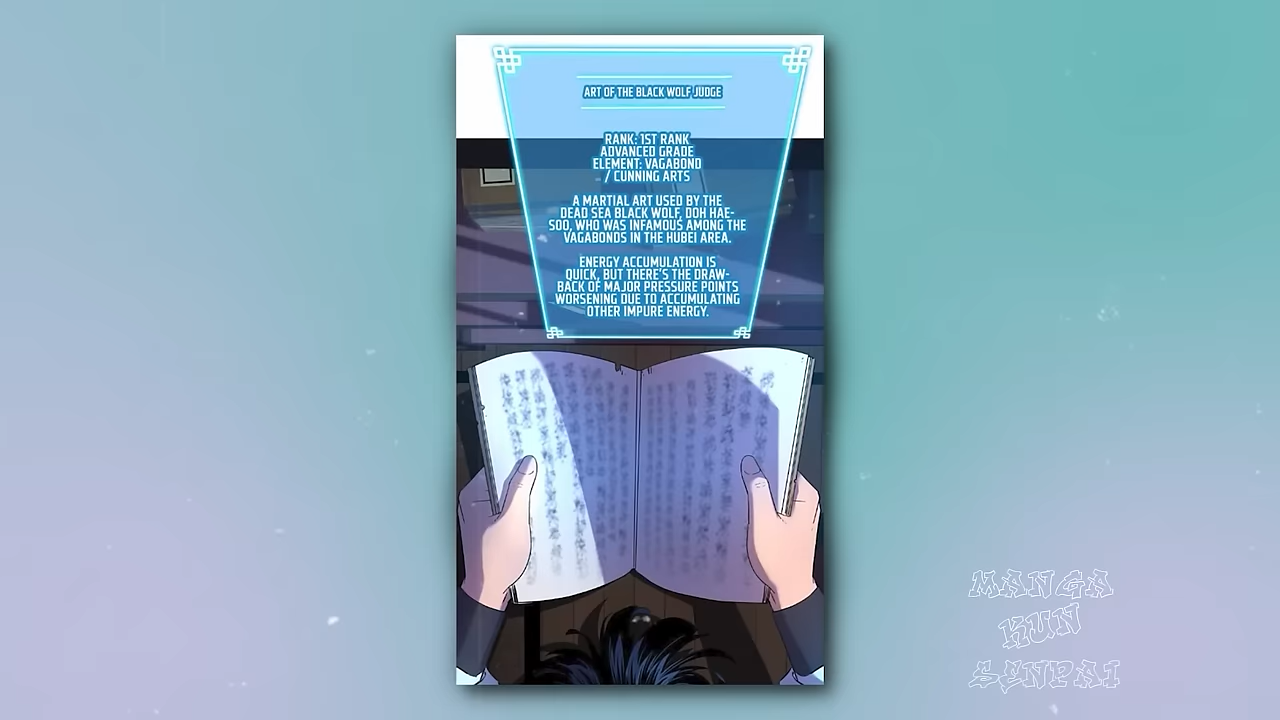 ART OF THE BLACK WOLF JUDGE
RANK: 1ST RANK
ADVANCED GRADE
ELEMENT: VAGABOND
/ CUNNING ARTS
A MARTIAL ART USED BY THE
DEAD SEA BLACK WOLF, DOH HAE-
SOO, WHO WAS INFAMOUS AMONG THE
VAGABONDS IN THE HUBEI AREA.
ENERGY ACCUMULATION IS
QUICK, BUT THERE'S THE DRAW-
BACK OF MAJOR PRESSURE POINTS
WORSENING DUE TO ACCUMULATING
OTHER IMPURE ENERGY.
MANGA
KUN
SENPAI